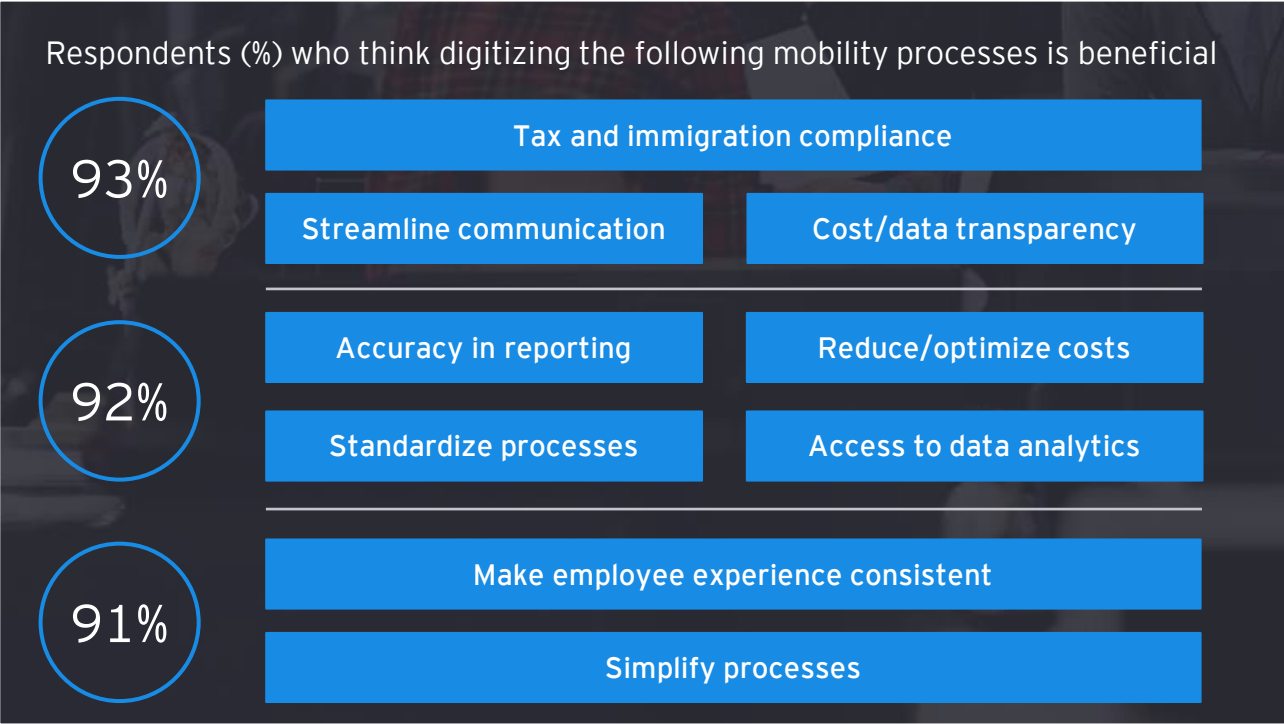 Respondents (%) who think digitizing the following mobility processes is beneficial
93%
Tax and immigration compliance
Streamline communication
Cost/data transparency
92%
Accuracy in reporting
Reduce/optimize costs
Standardize processes
Access to data analytics
91%
Make employee experience consistent
Simplify processes